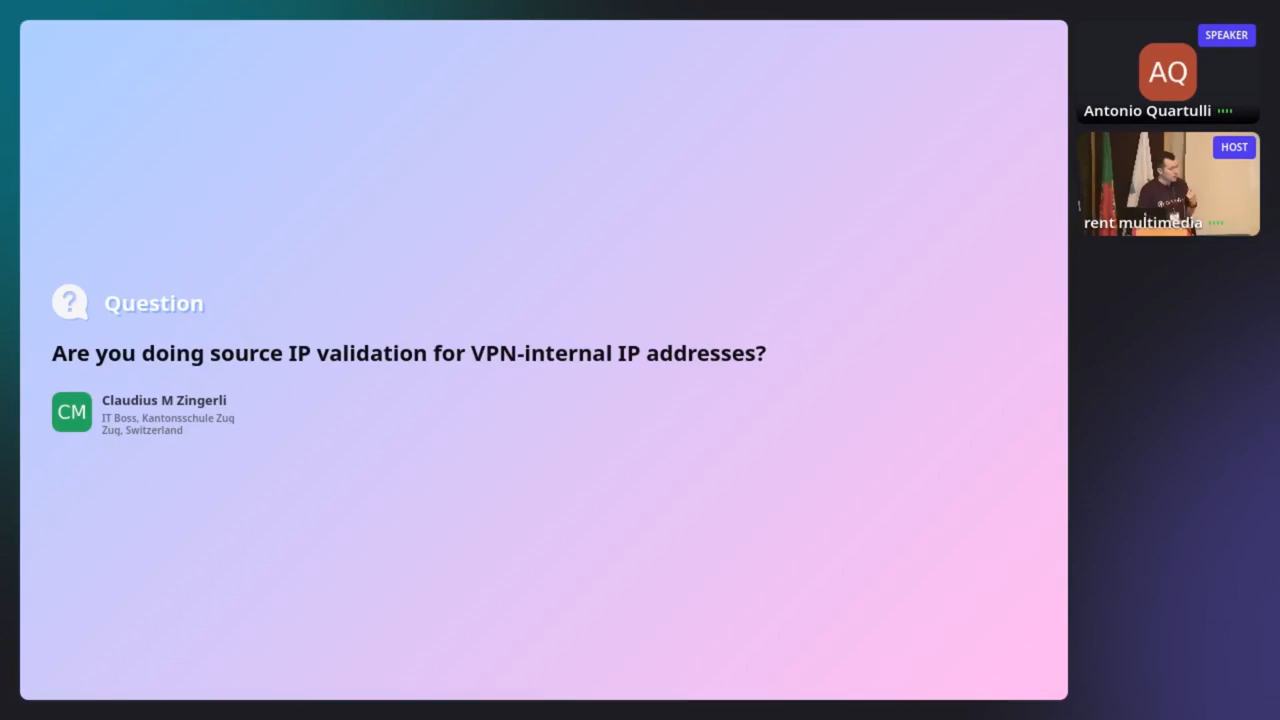 Question
Are you doing source IP validation for VPN-internal IP addresses?
CM
Claudius M Zingerli
IT Boss, Kantonsschule Zug
Zug, Switzerland
SPEAKER
AQ
Antonio Quartulli
HOST
rent multimedia